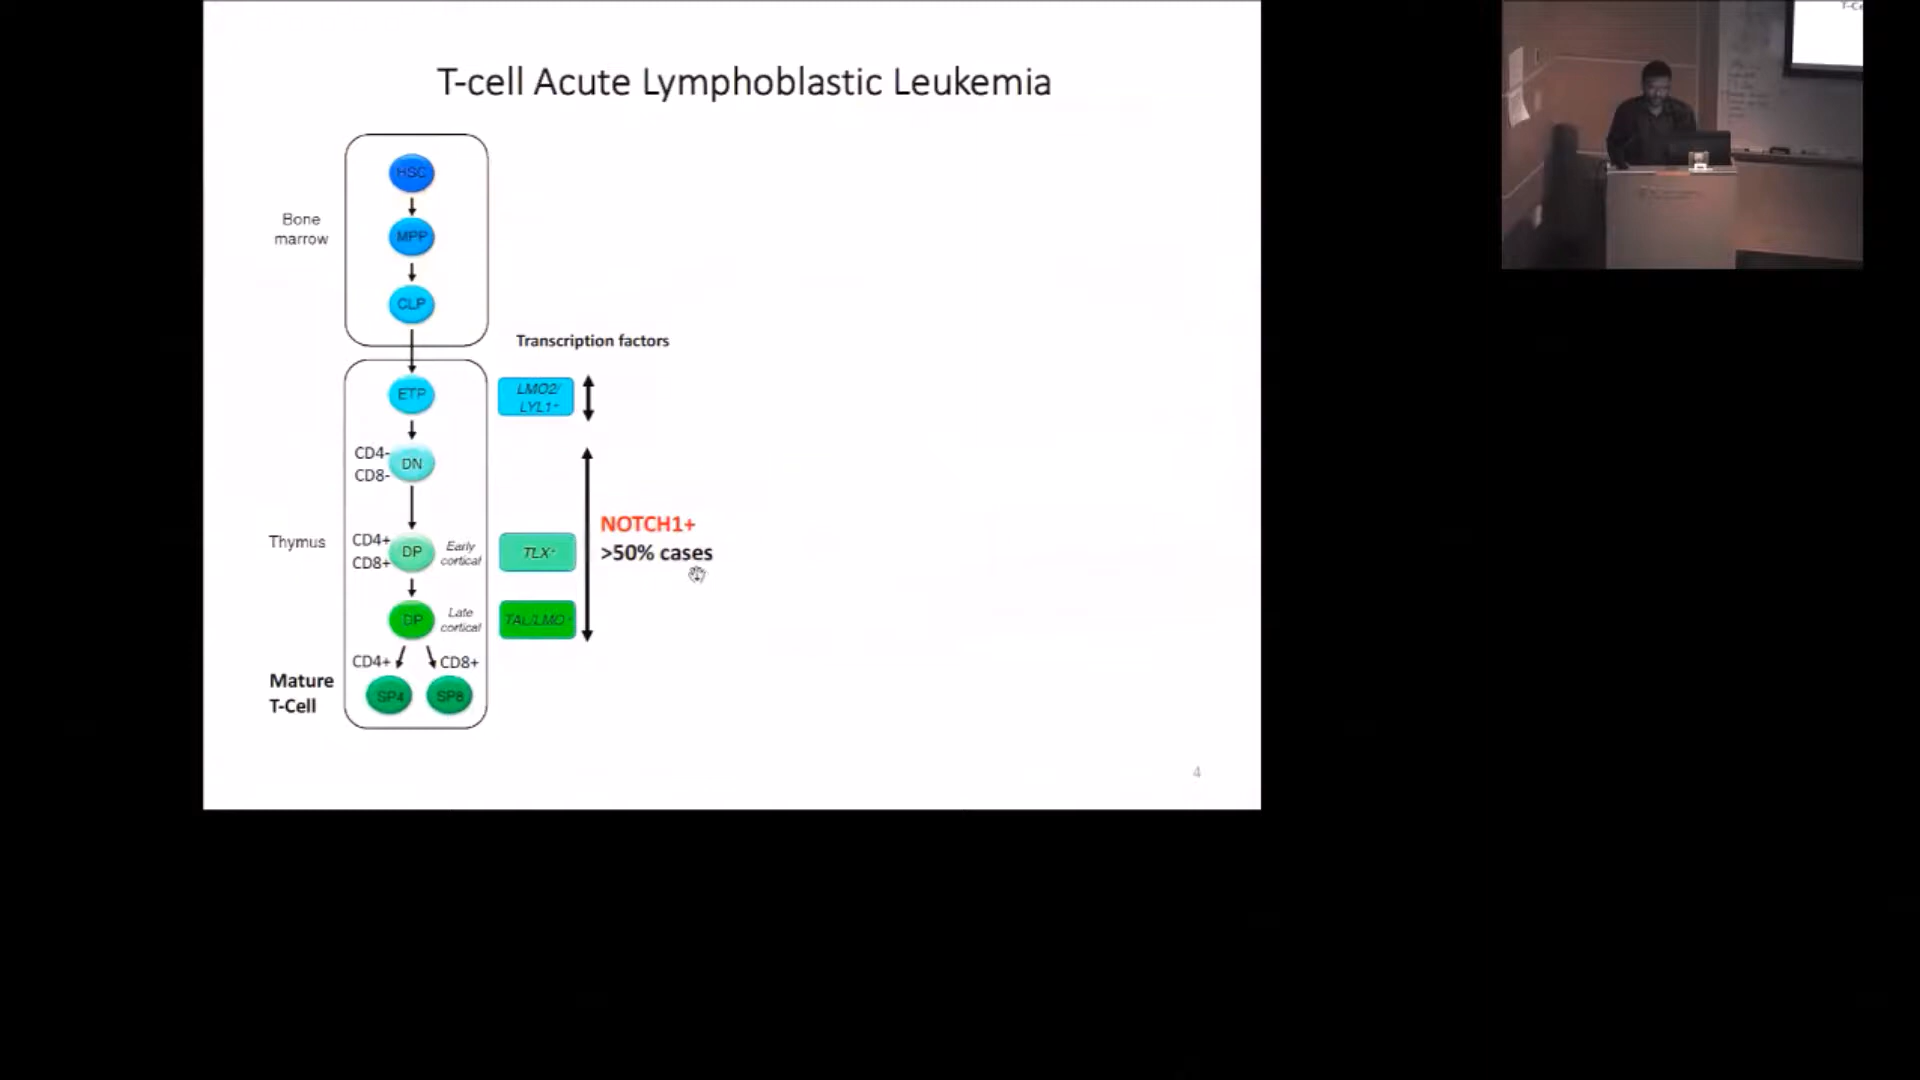 T-cell Acute Lymphoblastic Leukemia
HSC
Bone
marrow
MPP
CLP
Transcription factors
ETP
LMO2/
LYL1+
CD4-
CD8-
DN
NOTCH1+
>50% cases
Thymus
CD4+
CD8+
DP
Early
cortical
TLX+
DP
Late
cortical
TAL/LMO+
CD4+
CD8+
Mature
T-Cell
SP4
SP8
4
T-Ce